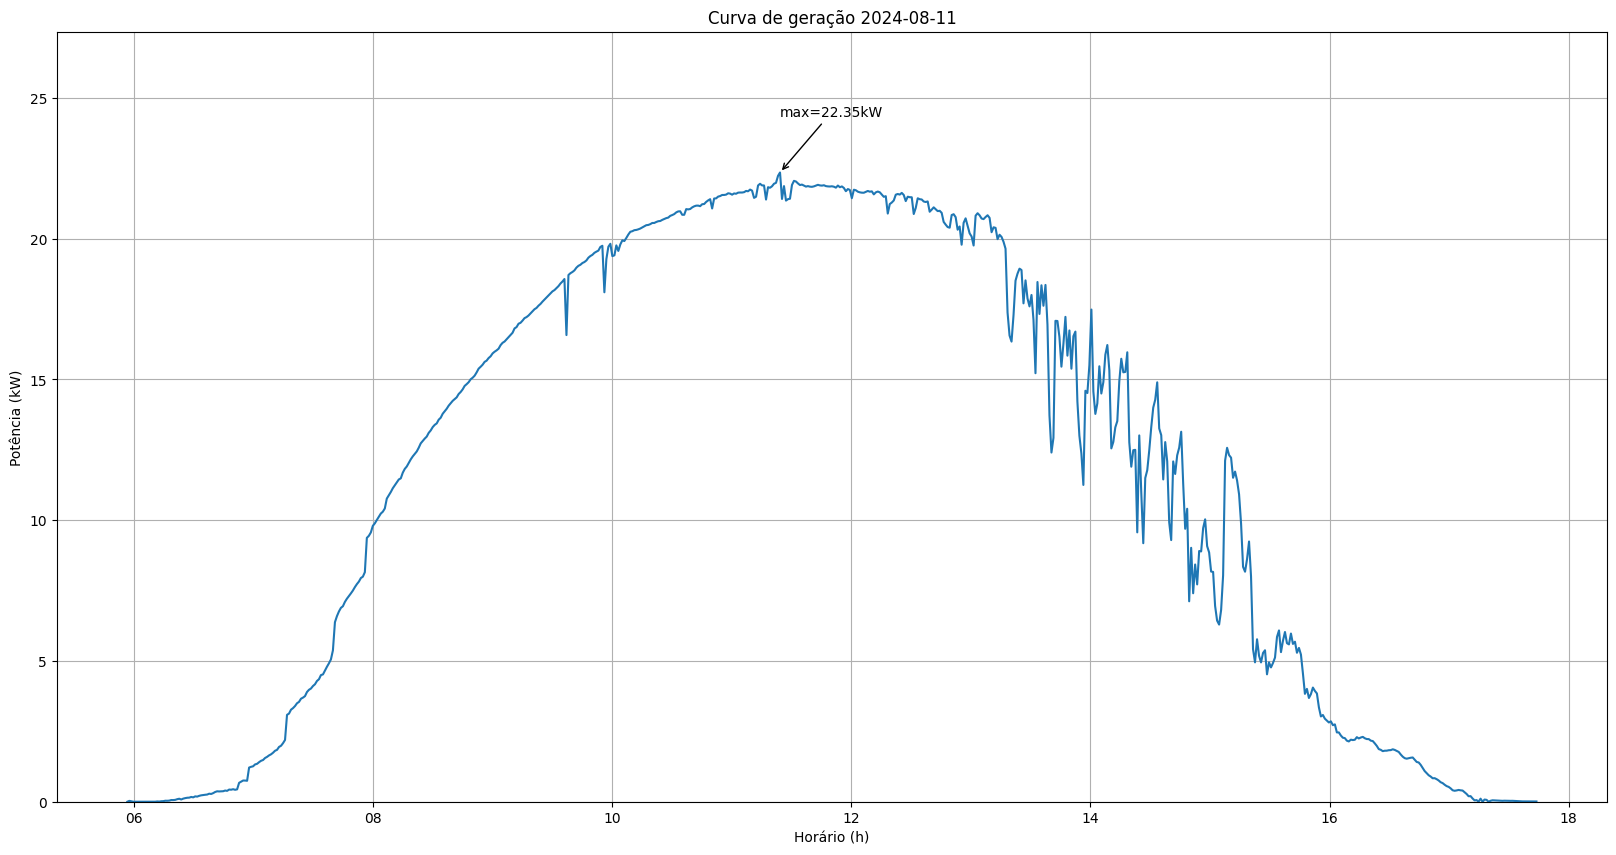 Curva de geração 2024-08-11
max=22.35kW
Potência (kW)
25
20
15
10
5
0
06 08 10 12 14 16 18
Horário (h)